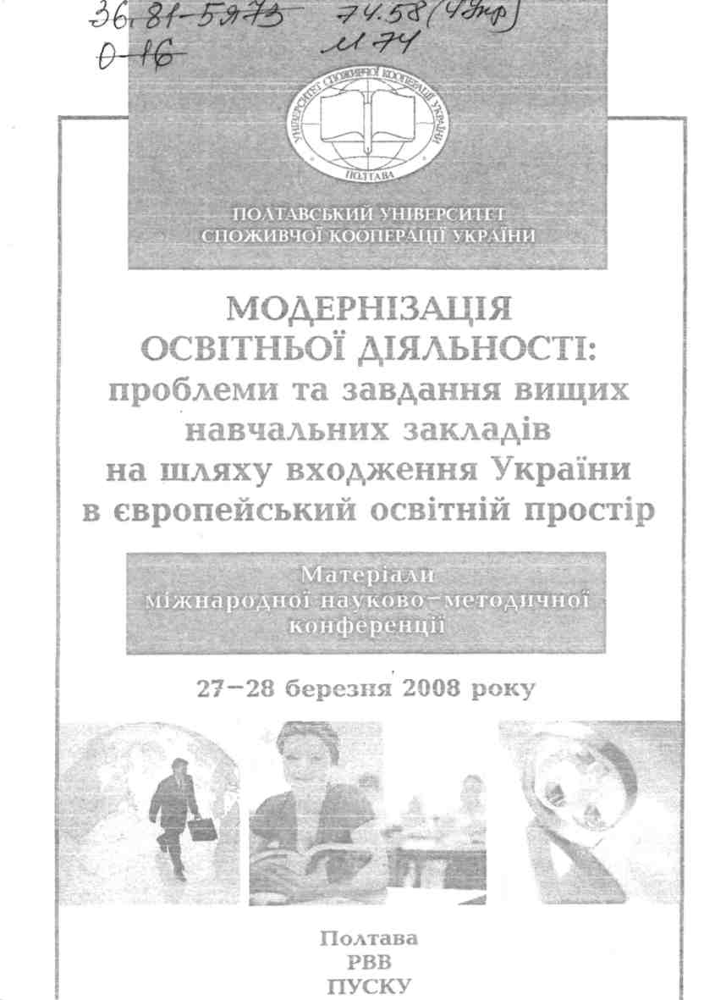 36.81-5я73 74.58(4Укр)
О-16 М 74
УНІВЕРСИТЕТ СПОЖИВЧОЇ КООПЕРАЦІЇ УКРАЇНИ
ПОЛТАВА
ПОЛТАВСЬКИЙ УНІВЕРСИТЕТ
СПОЖИВЧОЇ КООПЕРАЦІЇ УКРАЇНИ
МОДЕРНІЗАЦІЯ
ОСВІТНЬОЇ ДІЯЛЬНОСТІ:
проблеми та завдання вищих
навчальних закладів
на шляху входження України
в європейський освітній простір
Матеріали
міжнародної науково-методичної
конференції
27–28 березня 2008 року
Полтава
РВВ
ПУСКУ